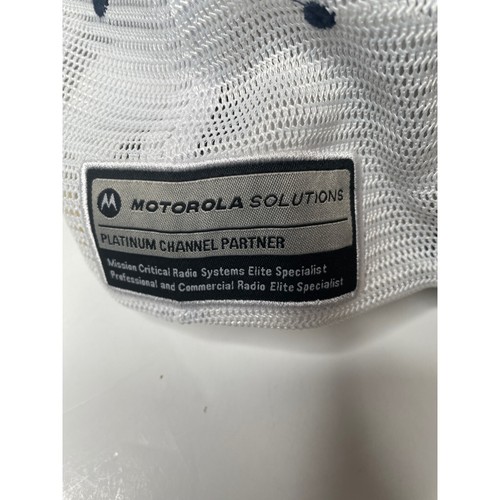 MOTOROLA SOLUTIONS
PLATINUM CHANNEL PARTNER
Mission Critical Radio Systems Elite Specialist
Professional and Commercial Radio Elite Specialist